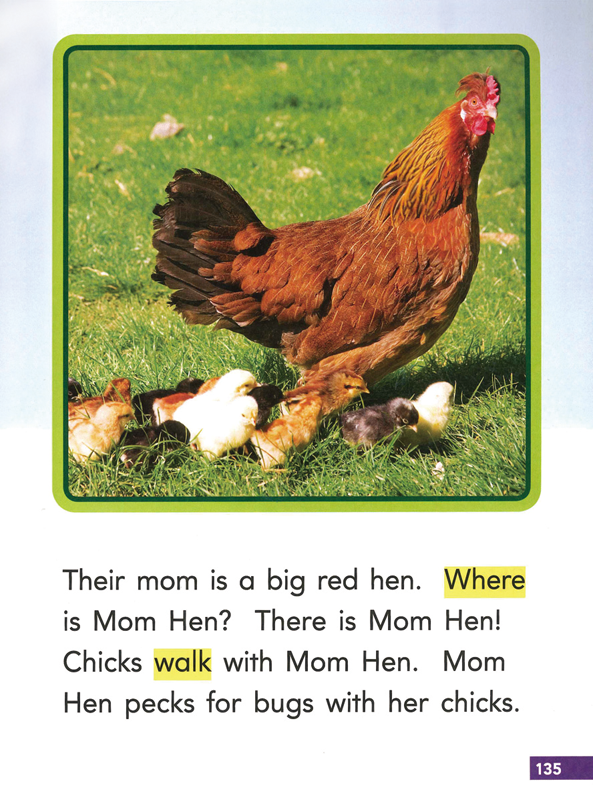 Their mom is a big red hen. Where
is Mom Hen? There is Mom Hen!
Chicks walk with Mom Hen. Mom
Hen pecks for bugs with her chicks.
135